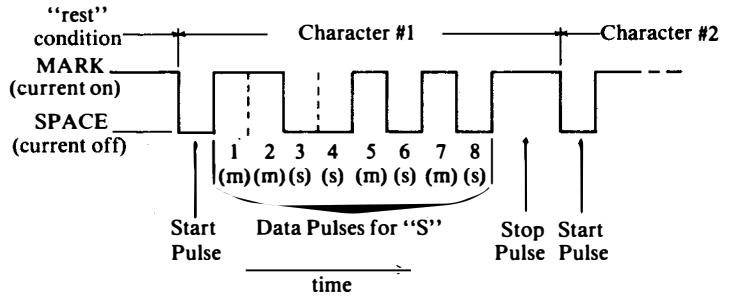 “rest”
condition
Character #1
Character #2
MARK
(current on)
SPACE
(current off)
1 2 3 4 5 6 7 8
(m) (m) (s) (s) (m) (s) (m) (s)
Start
Pulse
Data Pulses for “S”
Stop
Pulse
Start
Pulse
time